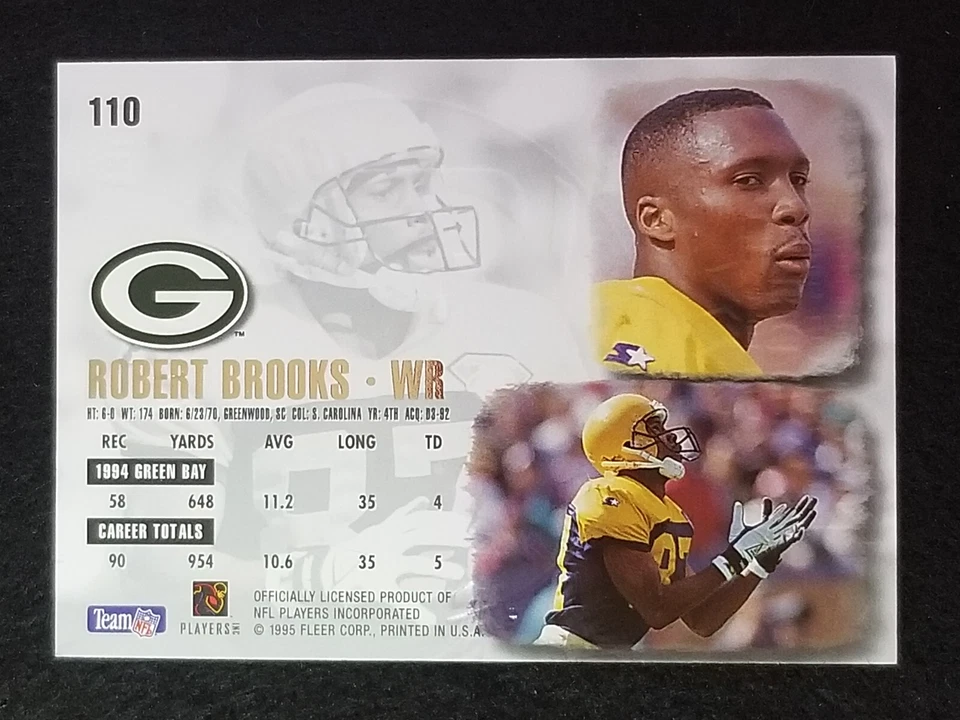 110
G
TM
ROBERT BROOKS · WR
HT: 6-0 WT: 174 BORN: 6/23/70, GREENWOOD, SC COL: S. CAROLINA YR: 4TH ACQ: D3-92
REC YARDS AVG LONG TD
1994 GREEN BAY
58 648 11.2 35 4
CAREER TOTALS
90 954 10.6 35 5
Team NFL
PLAYERS INC
OFFICIALLY LICENSED PRODUCT OF
NFL PLAYERS INCORPORATED
© 1995 FLEER CORP., PRINTED IN U.S.A.
87